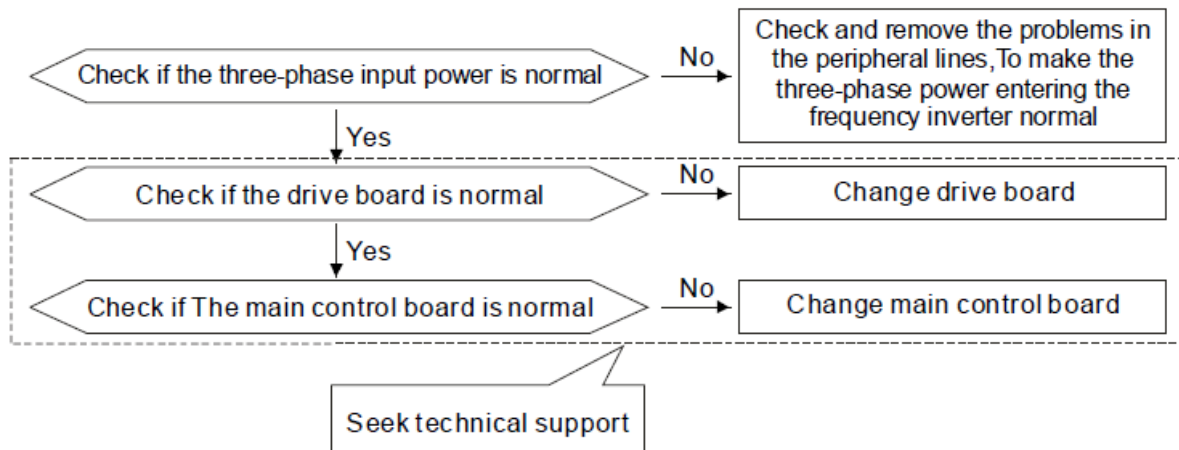 Check if the three-phase input power is normal
No
Check and remove the problems in
the peripheral lines,To make the
three-phase power entering the
frequency inverter normal
Yes
Check if the drive board is normal
No
Change drive board
Yes
Check if The main control board is normal
No
Change main control board
Seek technical support